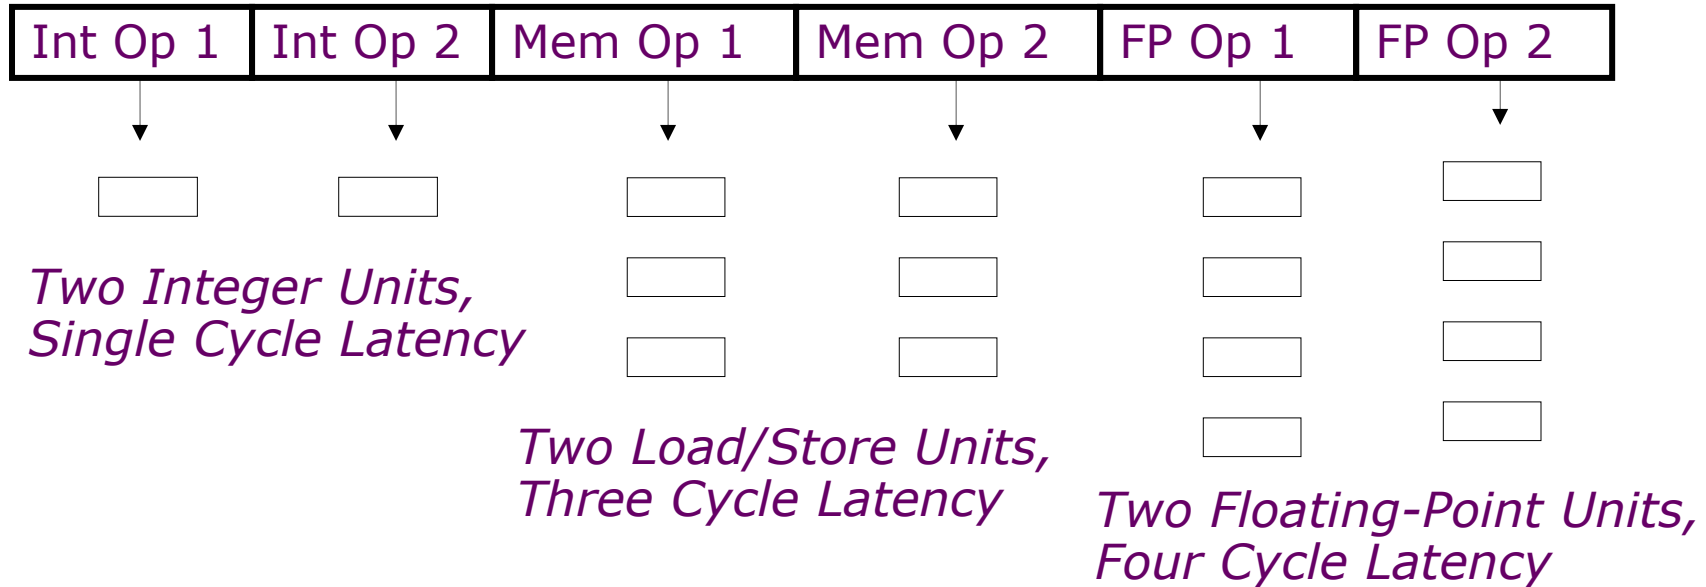 Int Op 1 Int Op 2 Mem Op 1 Mem Op 2 FP Op 1 FP Op 2
Two Integer Units,
Single Cycle Latency
Two Load/Store Units,
Three Cycle Latency
Two Floating-Point Units,
Four Cycle Latency